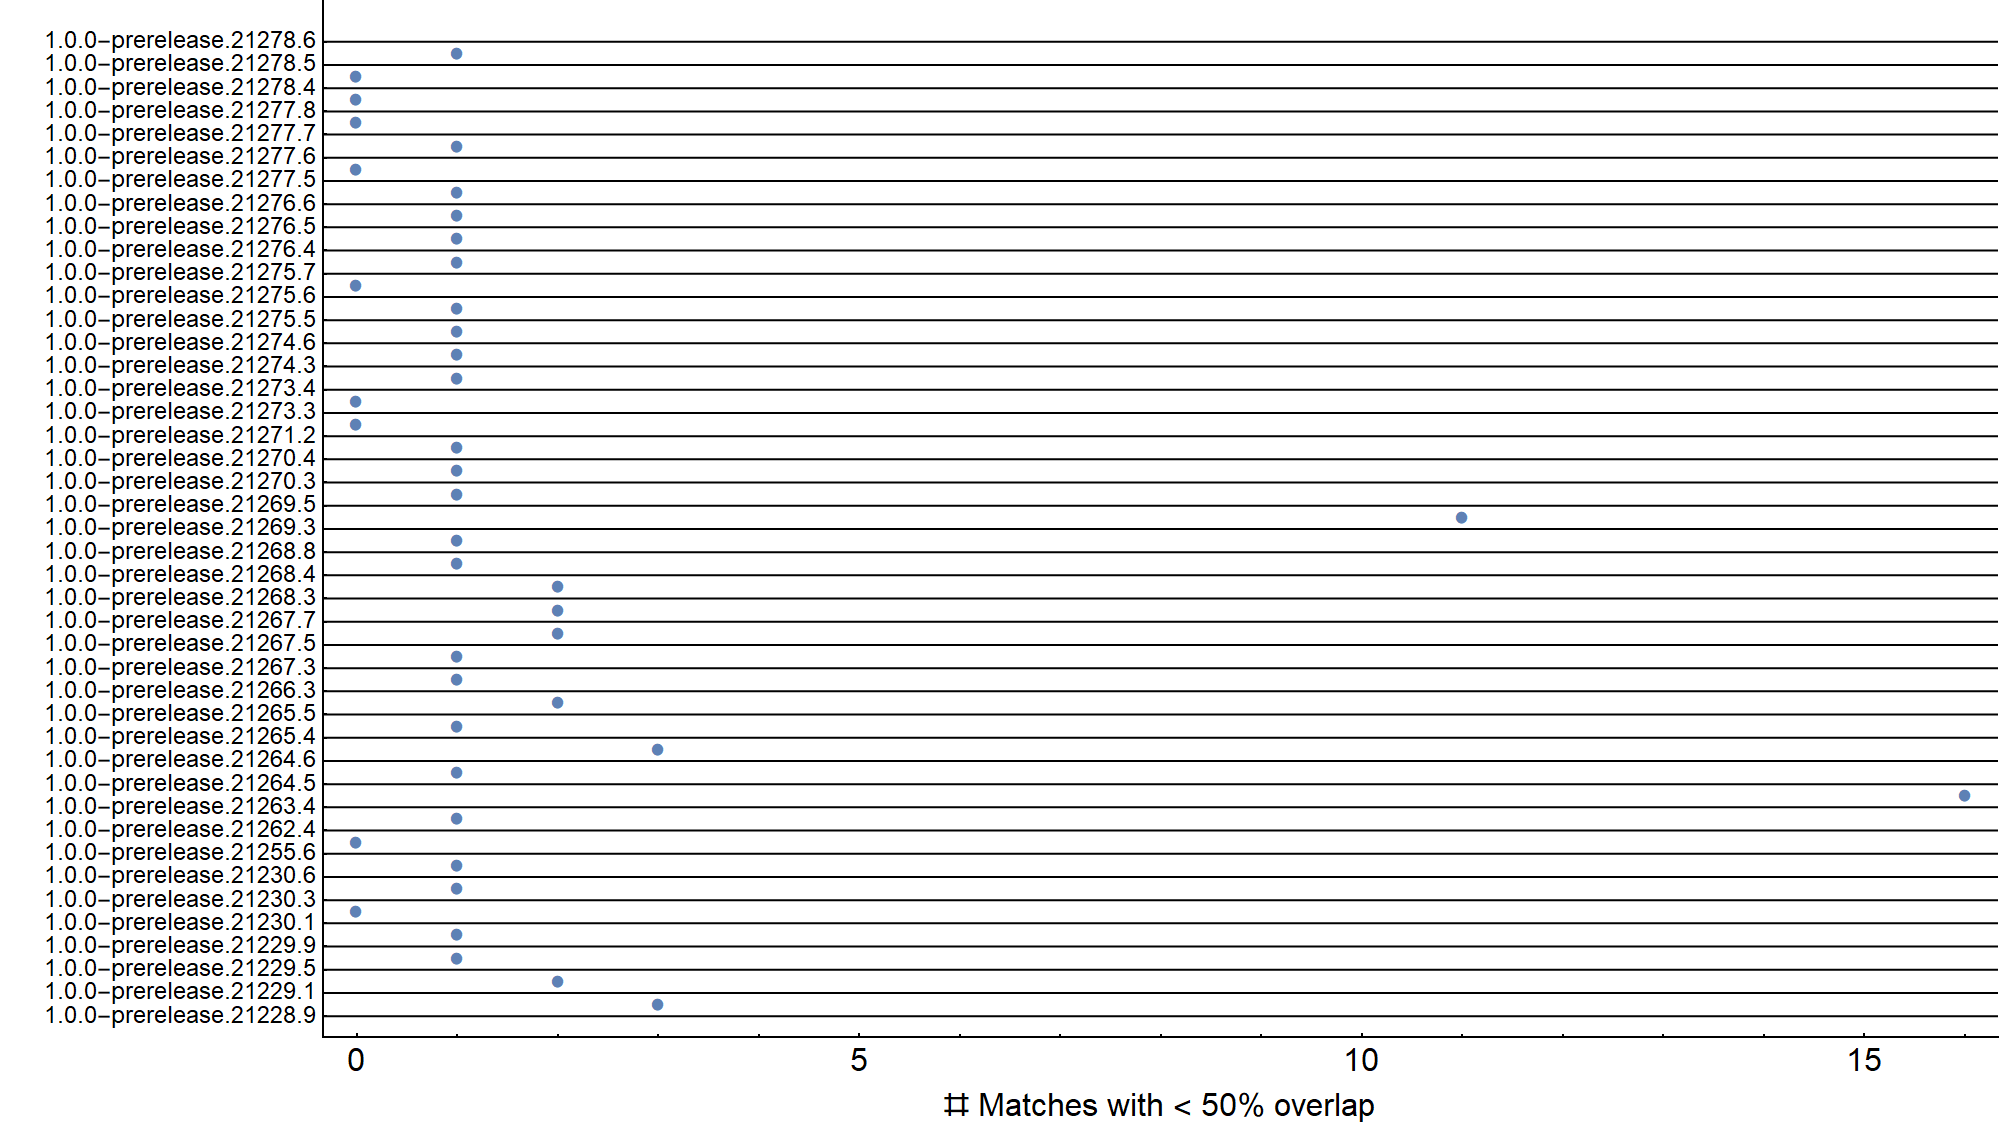 1.0.0–prerelease.21278.6
1.0.0–prerelease.21278.5
1.0.0–prerelease.21278.4
1.0.0–prerelease.21277.8
1.0.0–prerelease.21277.7
1.0.0–prerelease.21277.6
1.0.0–prerelease.21277.5
1.0.0–prerelease.21276.6
1.0.0–prerelease.21276.5
1.0.0–prerelease.21276.4
1.0.0–prerelease.21275.7
1.0.0–prerelease.21275.6
1.0.0–prerelease.21275.5
1.0.0–prerelease.21274.6
1.0.0–prerelease.21274.3
1.0.0–prerelease.21273.4
1.0.0–prerelease.21273.3
1.0.0–prerelease.21271.2
1.0.0–prerelease.21270.4
1.0.0–prerelease.21270.3
1.0.0–prerelease.21269.5
1.0.0–prerelease.21269.3
1.0.0–prerelease.21268.8
1.0.0–prerelease.21268.4
1.0.0–prerelease.21268.3
1.0.0–prerelease.21267.7
1.0.0–prerelease.21267.5
1.0.0–prerelease.21267.3
1.0.0–prerelease.21266.3
1.0.0–prerelease.21265.5
1.0.0–prerelease.21265.4
1.0.0–prerelease.21264.6
1.0.0–prerelease.21264.5
1.0.0–prerelease.21263.4
1.0.0–prerelease.21262.4
1.0.0–prerelease.21255.6
1.0.0–prerelease.21230.6
1.0.0–prerelease.21230.3
1.0.0–prerelease.21230.1
1.0.0–prerelease.21229.9
1.0.0–prerelease.21229.5
1.0.0–prerelease.21229.1
1.0.0–prerelease.21228.9
0 5 10 15
# Matches with < 50% overlap